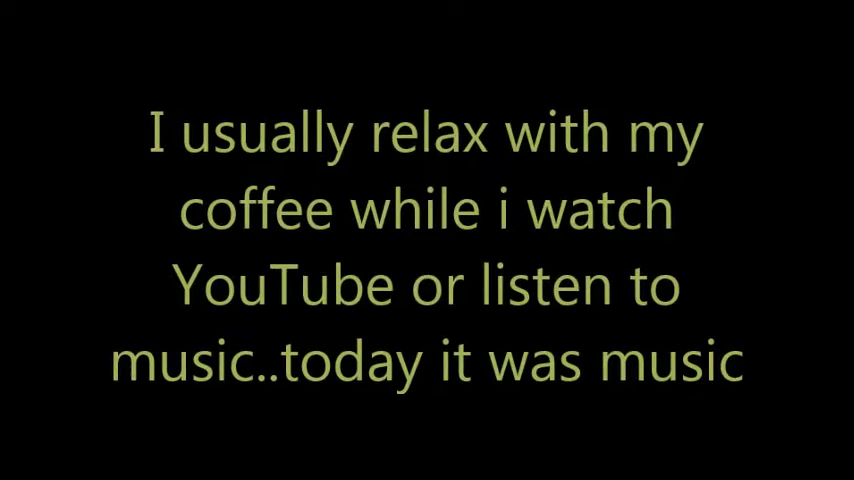 I usually relax with my
coffee while i watch
YouTube or listen to
music..today it was music